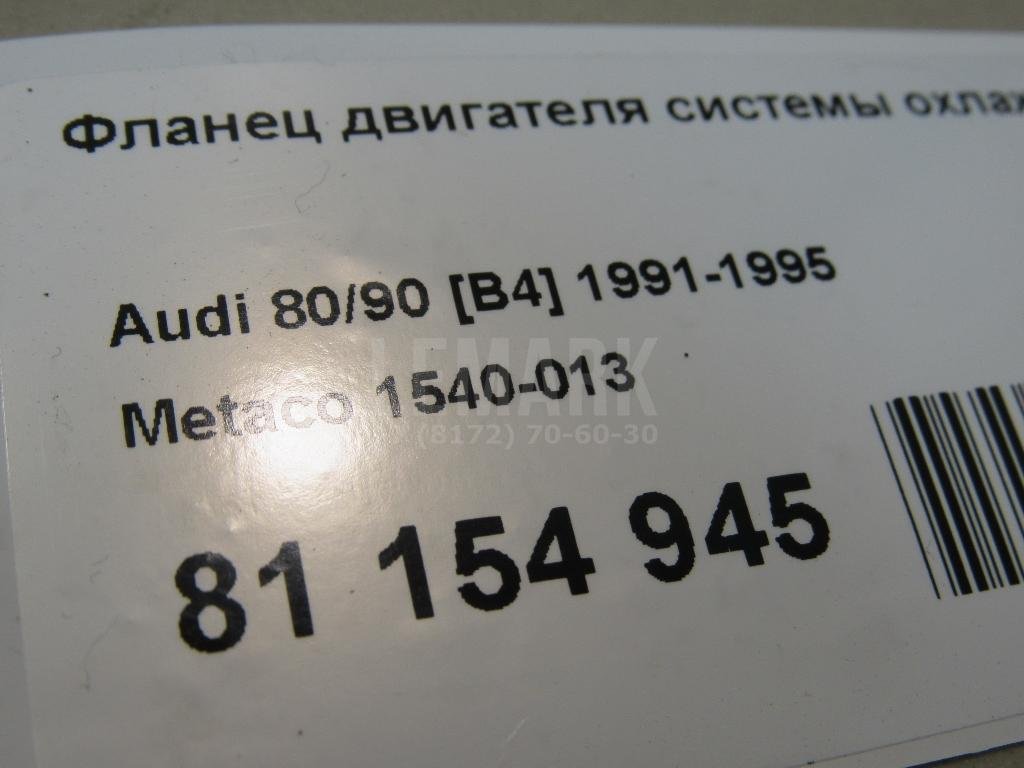 Фланец двигателя системы охлаж
Audi 80/90 [B4] 1991-1995
LEMARK
Metaco 1540-013
(8172) 70-60-30
81 154 945